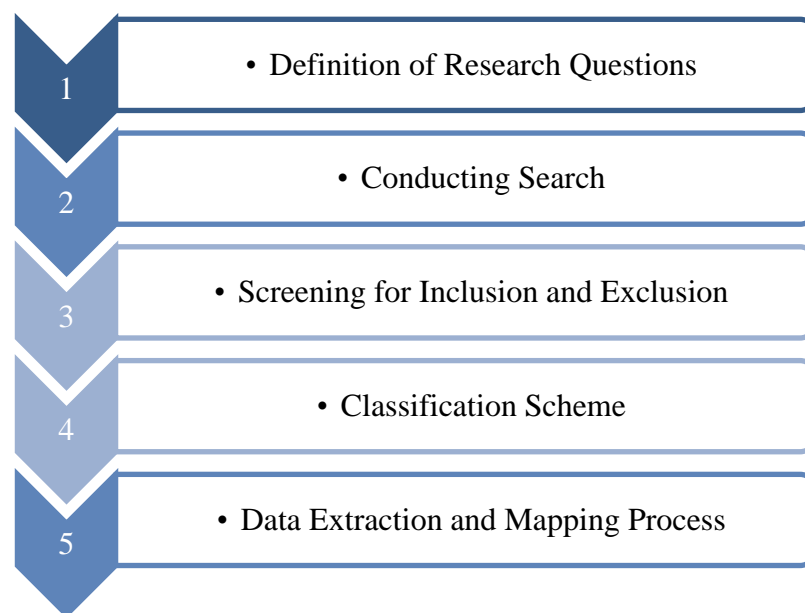 1
• Definition of Research Questions
2
• Conducting Search
3
• Screening for Inclusion and Exclusion
4
• Classification Scheme
5
• Data Extraction and Mapping Process